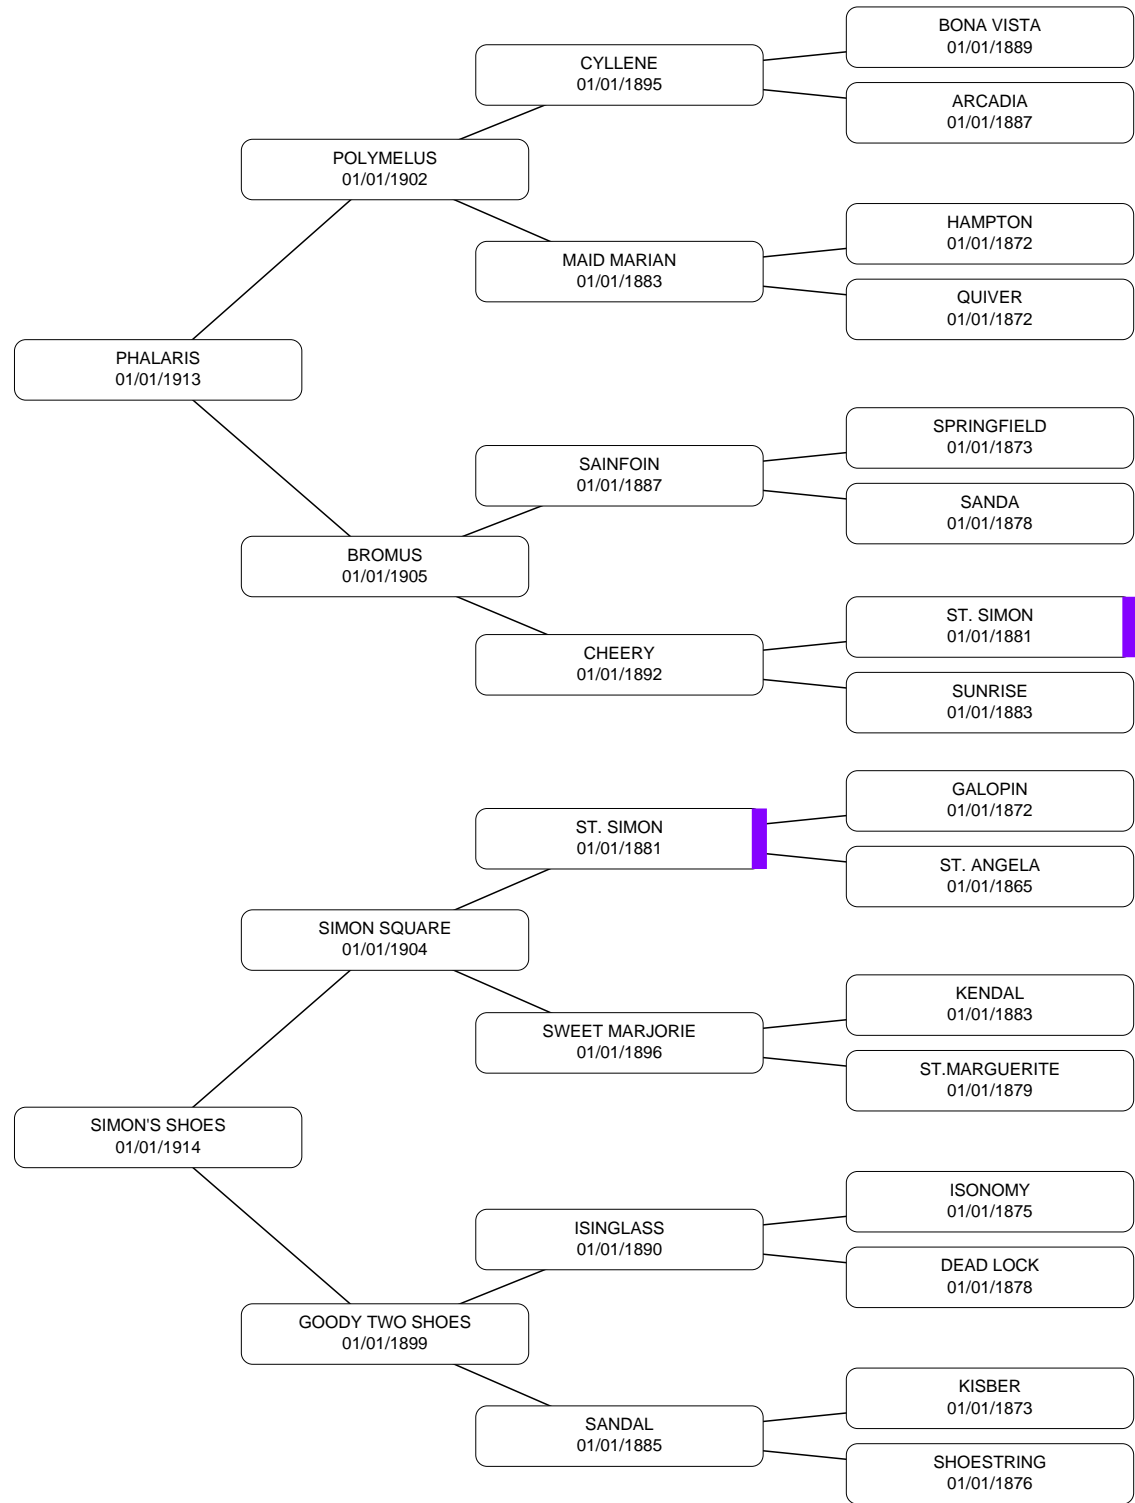 BONA VISTA
01/01/1889
CYLLENE
01/01/1895
ARCADIA
01/01/1887
POLYMELUS
01/01/1902
HAMPTON
01/01/1872
MAID MARIAN
01/01/1883
QUIVER
01/01/1872
PHALARIS
01/01/1913
SPRINGFIELD
01/01/1873
SAINFOIN
01/01/1887
SANDA
01/01/1878
BROMUS
01/01/1905
ST. SIMON
01/01/1881
CHEERY
01/01/1892
SUNRISE
01/01/1883
GALOPIN
01/01/1872
ST. SIMON
01/01/1881
ST. ANGELA
01/01/1865
SIMON SQUARE
01/01/1904
KENDAL
01/01/1883
SWEET MARJORIE
01/01/1896
ST.MARGUERITE
01/01/1879
SIMON'S SHOES
01/01/1914
ISONOMY
01/01/1875
ISINGLASS
01/01/1890
DEAD LOCK
01/01/1878
GOODY TWO SHOES
01/01/1899
KISBER
01/01/1873
SANDAL
01/01/1885
SHOESTRING
01/01/1876